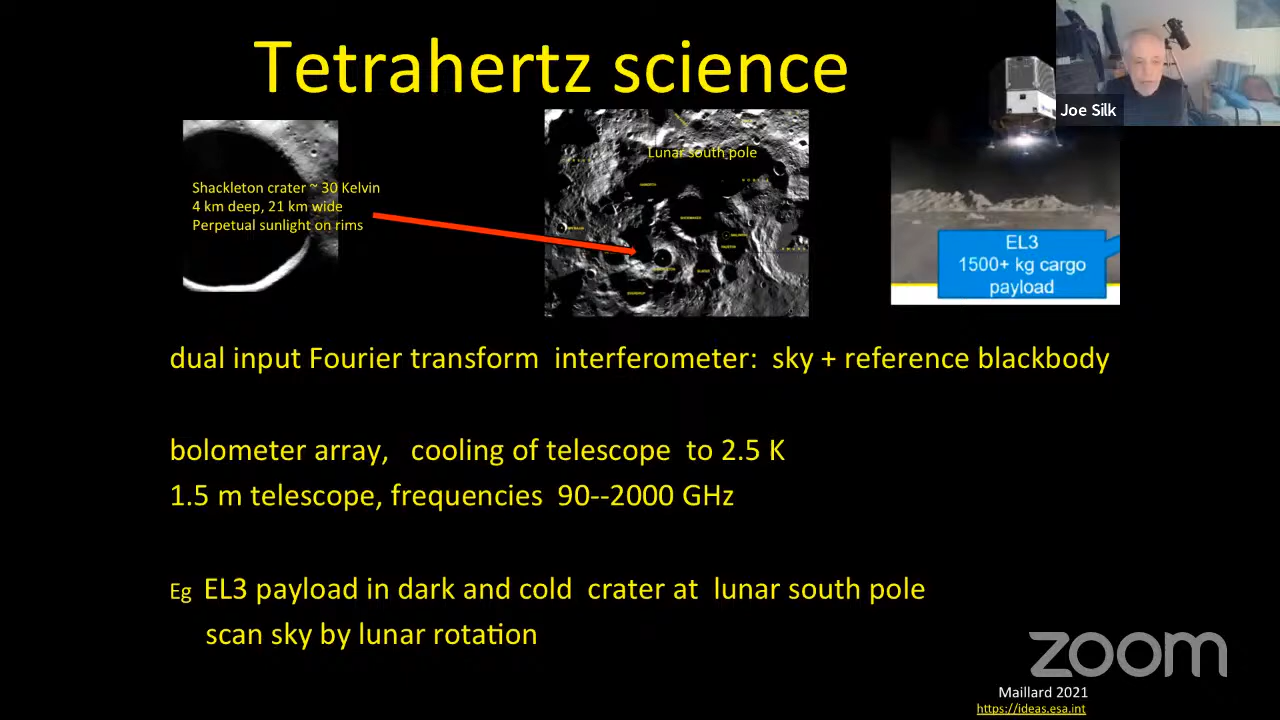 Tetrahertz science
Joe Silk
Shackleton crater ~ 30 Kelvin
4 km deep, 21 km wide
Perpetual sunlight on rims
Lunar south pole
EL3
1500+ kg cargo
payload
dual input Fourier transform interferometer: sky + reference blackbody
bolometer array, cooling of telescope to 2.5 K
1.5 m telescope, frequencies 90--2000 GHz
Eg EL3 payload in dark and cold crater at lunar south pole
scan sky by lunar rotation
zoom
Maillard 2021
https://ideas.esa.int